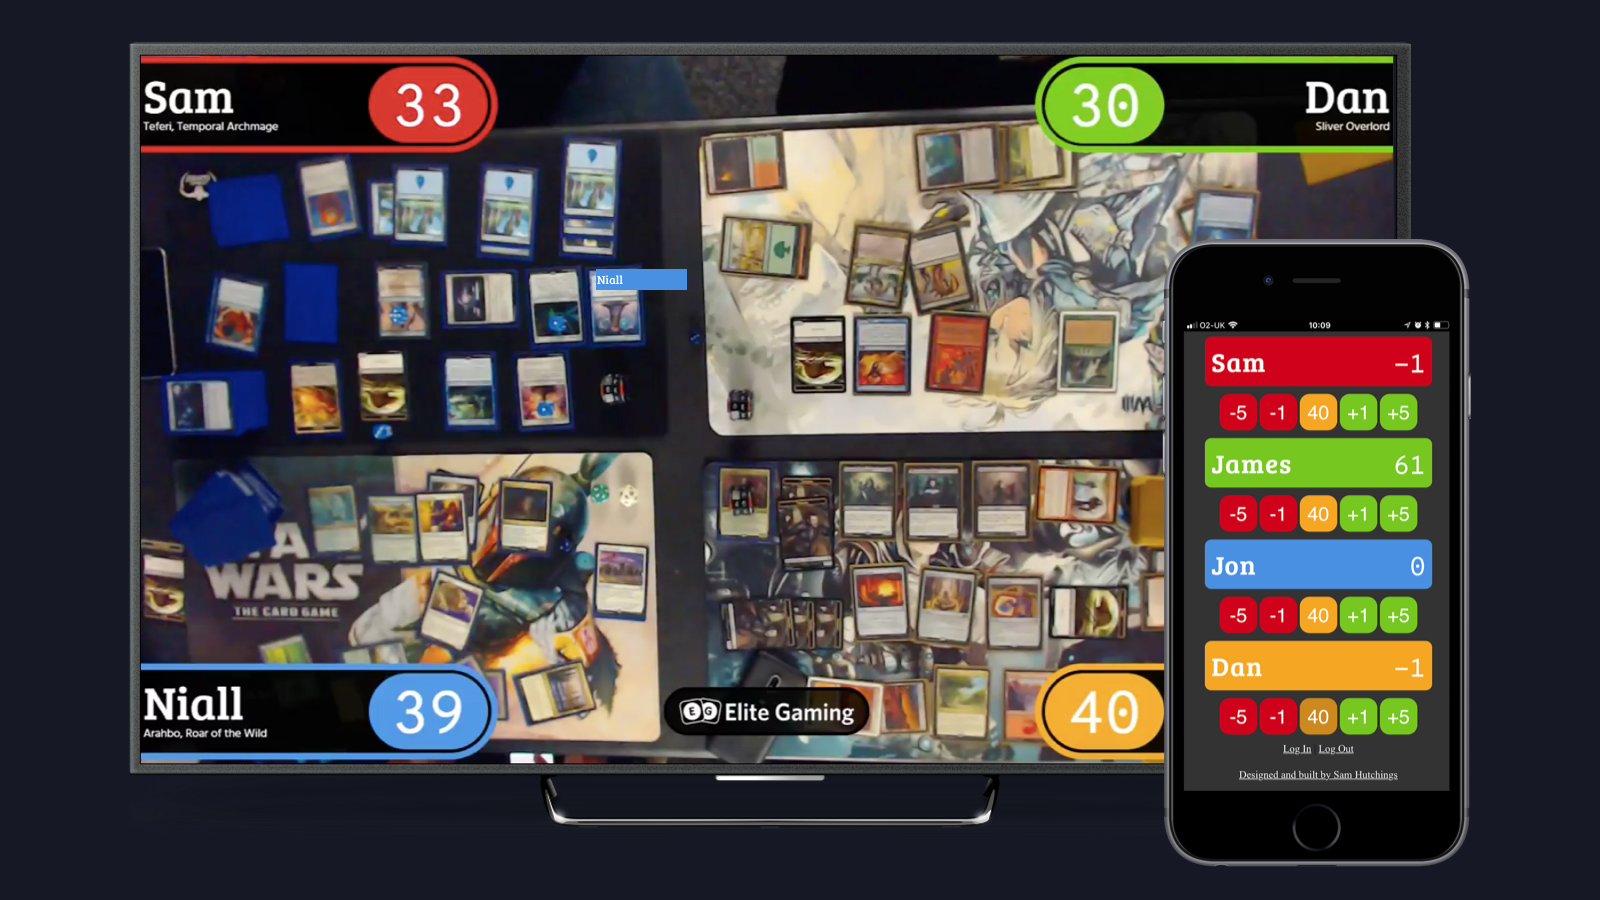 Sam
33
Teferi, Temporal Archmage
30
Dan
Sliver Overlord
Niall
WARS
THE CARD GAME
Niall
39
Arahbo, Roar of the Wild
EG Elite Gaming
40
O2-UK
10:09
Sam -1
-5 -1 40 +1 +5
James 61
-5 -1 40 +1 +5
Jon 0
-5 -1 40 +1 +5
Dan -1
-5 -1 40 +1 +5
Log In Log Out
Designed and built by Sam Hutchings